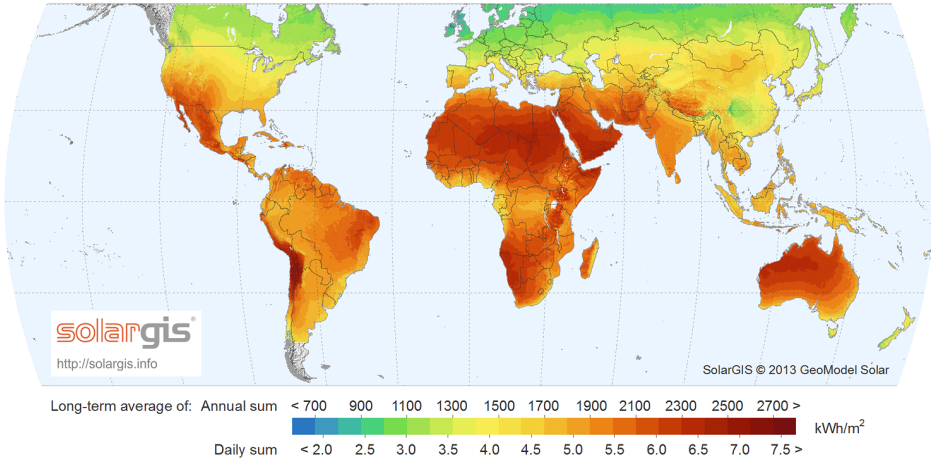 solargis®
http://solargis.info
SolarGIS © 2013 GeoModel Solar
Long-term average of: Annual sum < 700 900 1100 1300 1500 1700 1900 2100 2300 2500 2700 > kWh/m²
Daily sum < 2.0 2.5 3.0 3.5 4.0 4.5 5.0 5.5 6.0 6.5 7.0 7.5 >